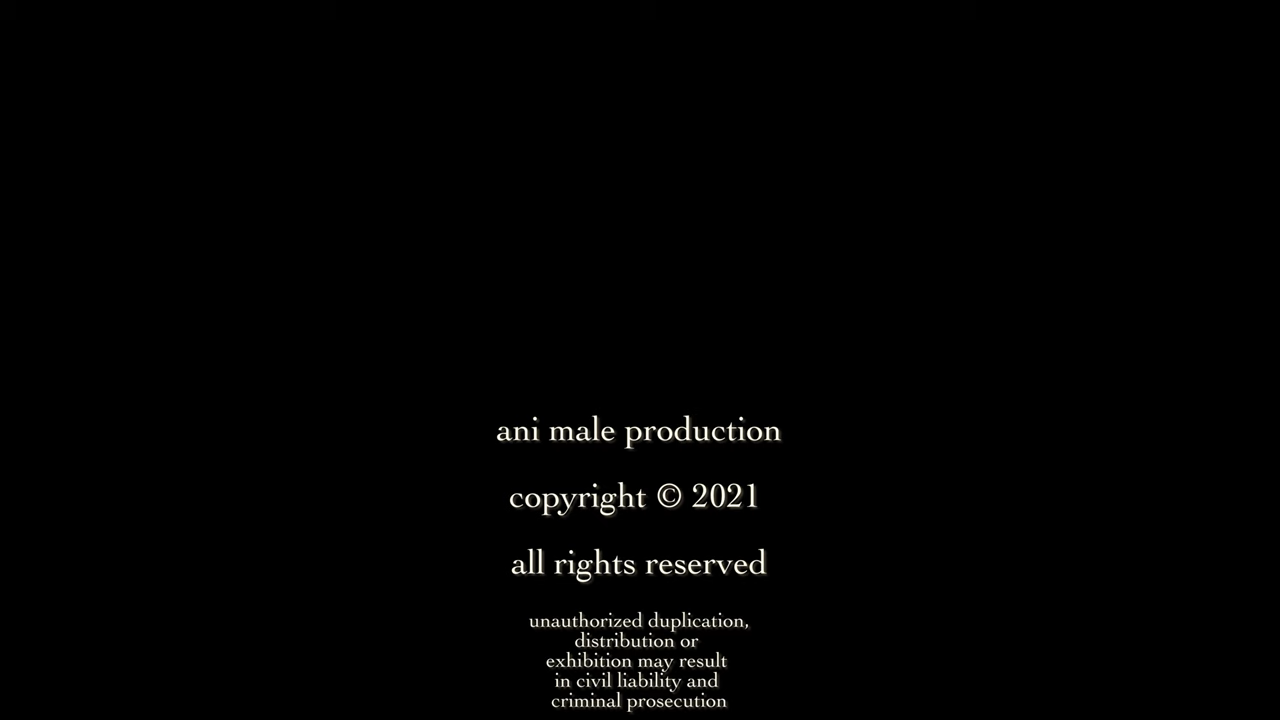 ani male production
copyright © 2021
all rights reserved
unauthorized duplication,
distribution or
exhibition may result
in civil liability and
criminal prosecution